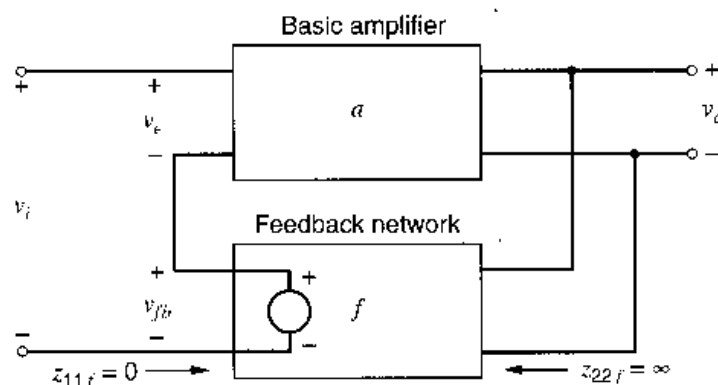 Basic amplifier
+
+
+
v_ε
a
v_o
−
−
v_i
Feedback network
+
+
v_fb
f
−
−
−
z_11f = 0
z_22f = ∞